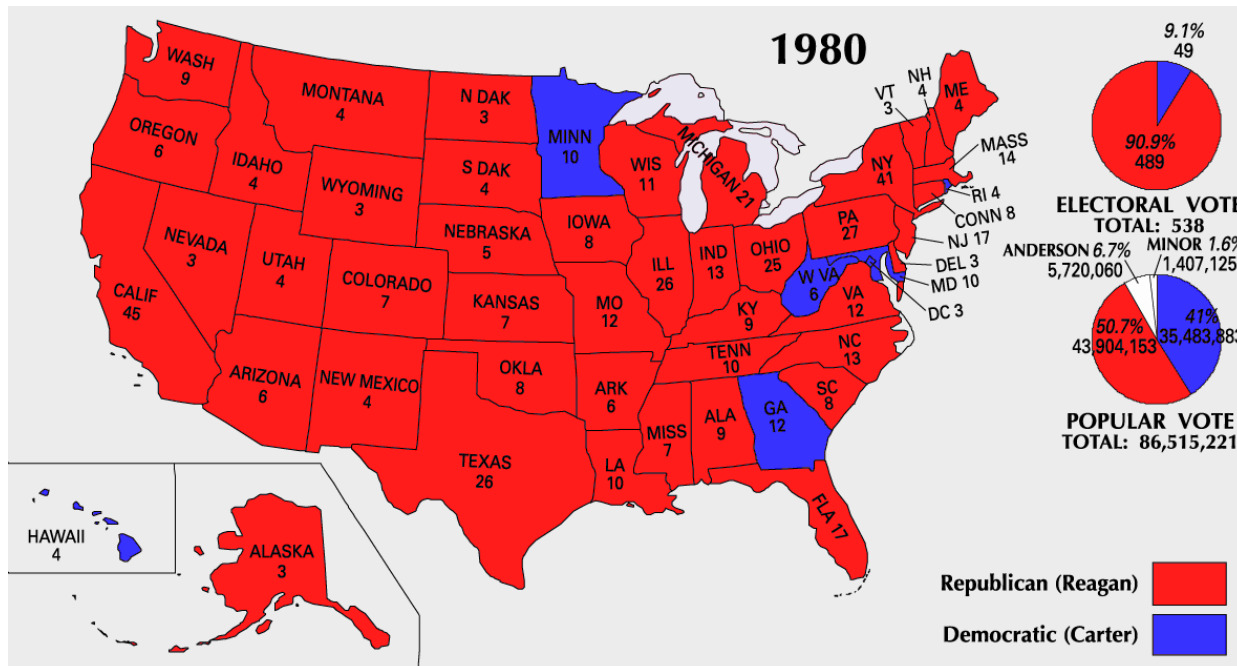 1980
WASH
9
OREGON
6
CALIF
45
NEVADA
3
IDAHO
4
MONTANA
4
WYOMING
3
UTAH
4
COLORADO
7
ARIZONA
6
NEW MEXICO
4
N DAK
3
S DAK
4
NEBRASKA
5
KANSAS
7
OKLA
8
TEXAS
26
MINN
10
IOWA
8
MO
12
ARK
6
LA
10
WIS
11
ILL
26
MICHIGAN 21
IND
13
OHIO
25
KY
9
TENN
10
MISS
7
ALA
9
GA
12
FLA 17
SC
8
NC
13
VA
12
W VA
6
PA
27
NY
41
VT
3
NH
4
ME
4
MASS
14
RI 4
CONN 8
NJ 17
DEL 3
MD 10
DC 3
HAWAII
4
ALASKA
3
9.1%
49
90.9%
489
ELECTORAL VOTE
TOTAL: 538
ANDERSON 6.7%
5,720,060
MINOR 1.6%
1,407,125
50.7%
43,904,153
41%
35,483,883
POPULAR VOTE
TOTAL: 86,515,221
Republican (Reagan)
Democratic (Carter)